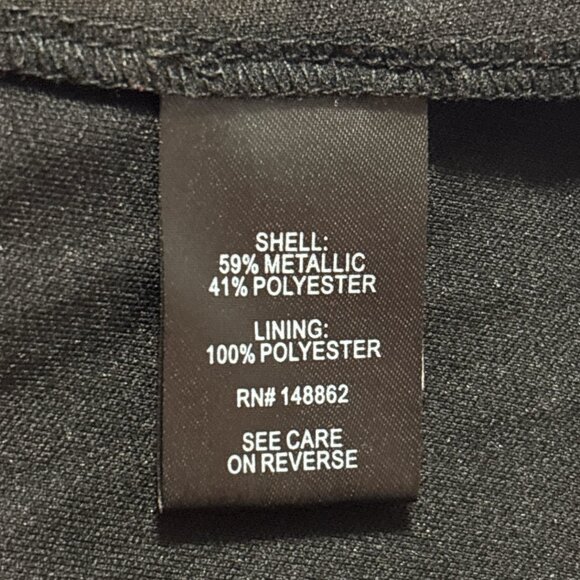 SHELL:
59% METALLIC
41% POLYESTER
LINING:
100% POLYESTER
RN# 148862
SEE CARE
ON REVERSE